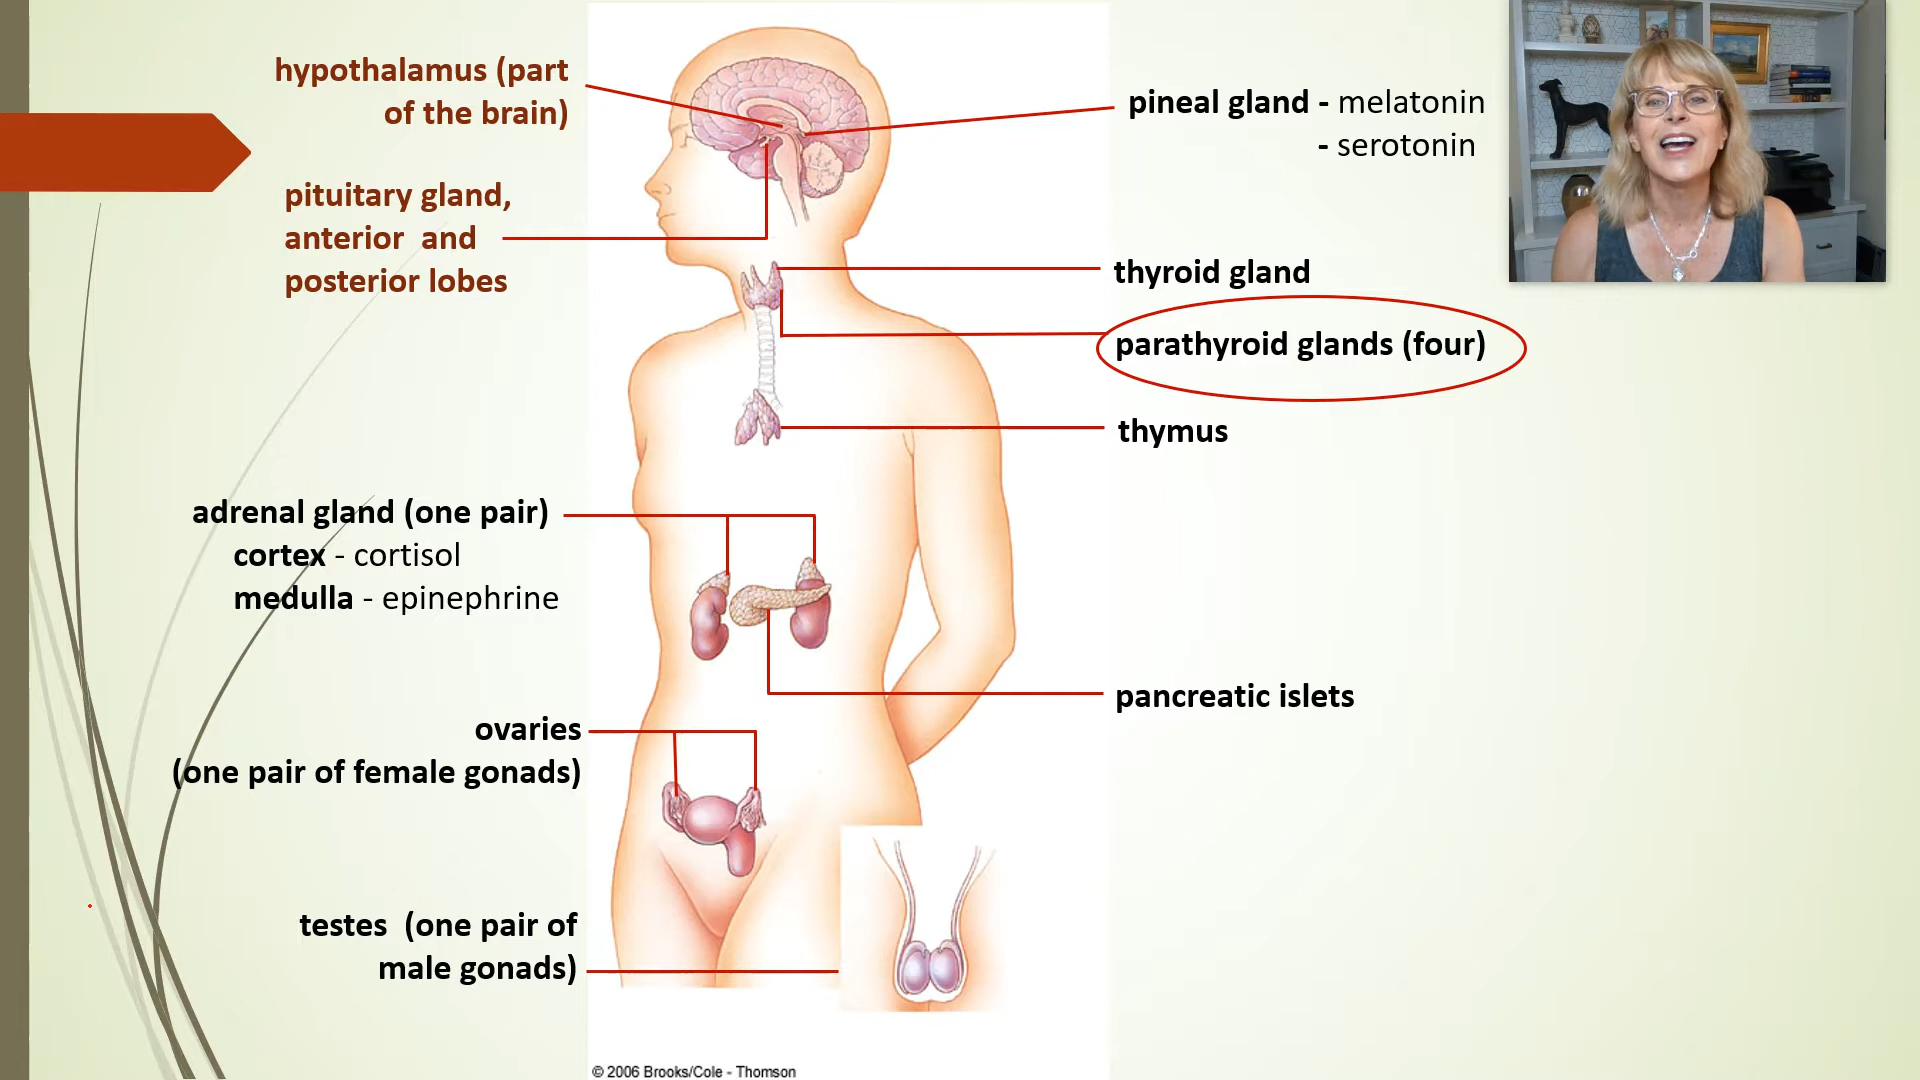 hypothalamus (part
of the brain)
pituitary gland,
anterior and
posterior lobes
adrenal gland (one pair)
cortex - cortisol
medulla - epinephrine
ovaries
(one pair of female gonads)
testes (one pair of
male gonads)
pineal gland - melatonin
- serotonin
thyroid gland
parathyroid glands (four)
thymus
pancreatic islets
© 2006 Brooks/Cole - Thomson